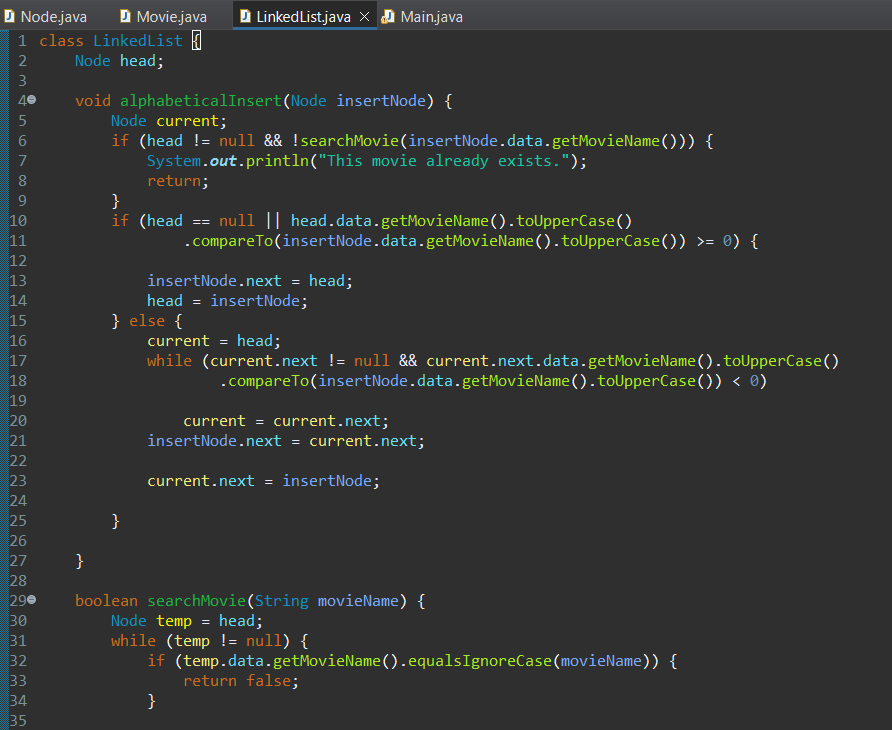 Node.java Movie.java LinkedList.java Main.java
1 class LinkedList {
2     Node head;
3
4     void alphabeticalInsert(Node insertNode) {
5         Node current;
6         if (head != null && !searchMovie(insertNode.data.getMovieName())) {
7             System.out.println("This movie already exists.");
8             return;
9         }
10         if (head == null || head.data.getMovieName().toUpperCase()
11                 .compareTo(insertNode.data.getMovieName().toUpperCase()) >= 0) {
12
13             insertNode.next = head;
14             head = insertNode;
15         } else {
16             current = head;
17             while (current.next != null && current.next.data.getMovieName().toUpperCase()
18                     .compareTo(insertNode.data.getMovieName().toUpperCase()) < 0)
19
20                 current = current.next;
21             insertNode.next = current.next;
22
23             current.next = insertNode;
24
25         }
26
27     }
28
29     boolean searchMovie(String movieName) {
30         Node temp = head;
31         while (temp != null) {
32             if (temp.data.getMovieName().equalsIgnoreCase(movieName)) {
33                 return false;
34             }
35